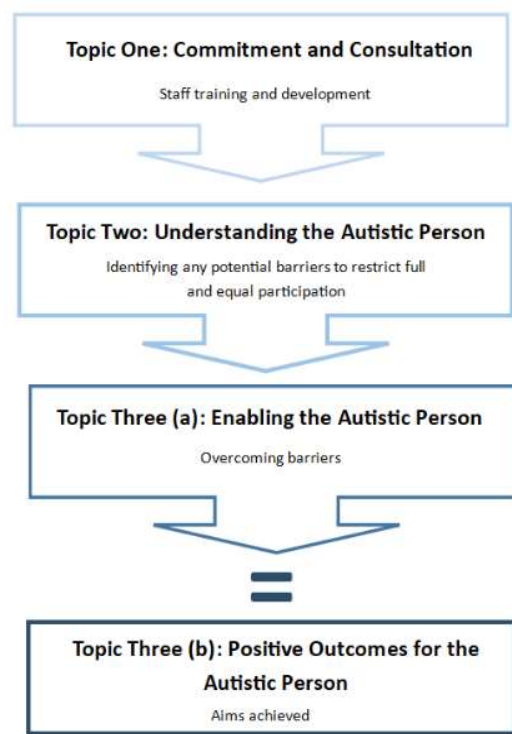 Topic One: Commitment and Consultation
Staff training and development
Topic Two: Understanding the Autistic Person
Identifying any potential barriers to restrict full
and equal participation
Topic Three (a): Enabling the Autistic Person
Overcoming barriers
=
Topic Three (b): Positive Outcomes for the
Autistic Person
Aims achieved